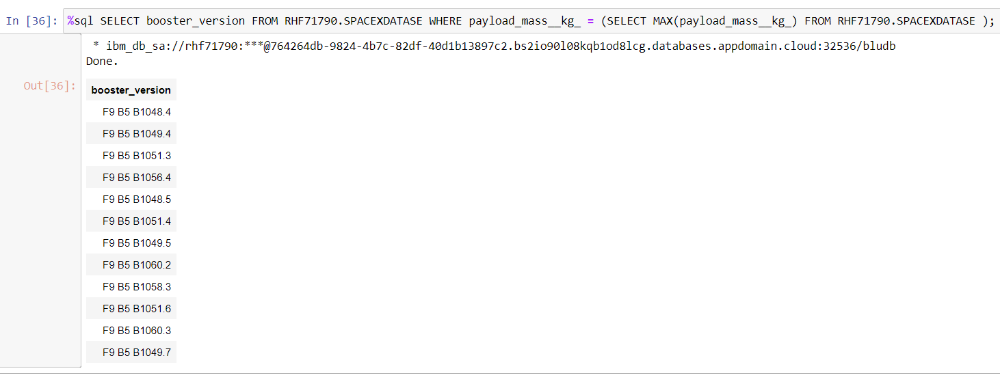 In [36]: %sql SELECT booster_version FROM RHF71790.SPACEXDATASE WHERE payload_mass__kg_ = (SELECT MAX(payload_mass__kg_) FROM RHF71790.SPACEXDATASE );
* ibm_db_sa://rhf71790:***@764264db-9824-4b7c-82df-40d1b13897c2.bs2io90l08kqb1od8lcg.databases.appdomain.cloud:32536/bludb
Done.
Out[36]:
booster_version
F9 B5 B1048.4
F9 B5 B1049.4
F9 B5 B1051.3
F9 B5 B1056.4
F9 B5 B1048.5
F9 B5 B1051.4
F9 B5 B1049.5
F9 B5 B1060.2
F9 B5 B1058.3
F9 B5 B1051.6
F9 B5 B1060.3
F9 B5 B1049.7